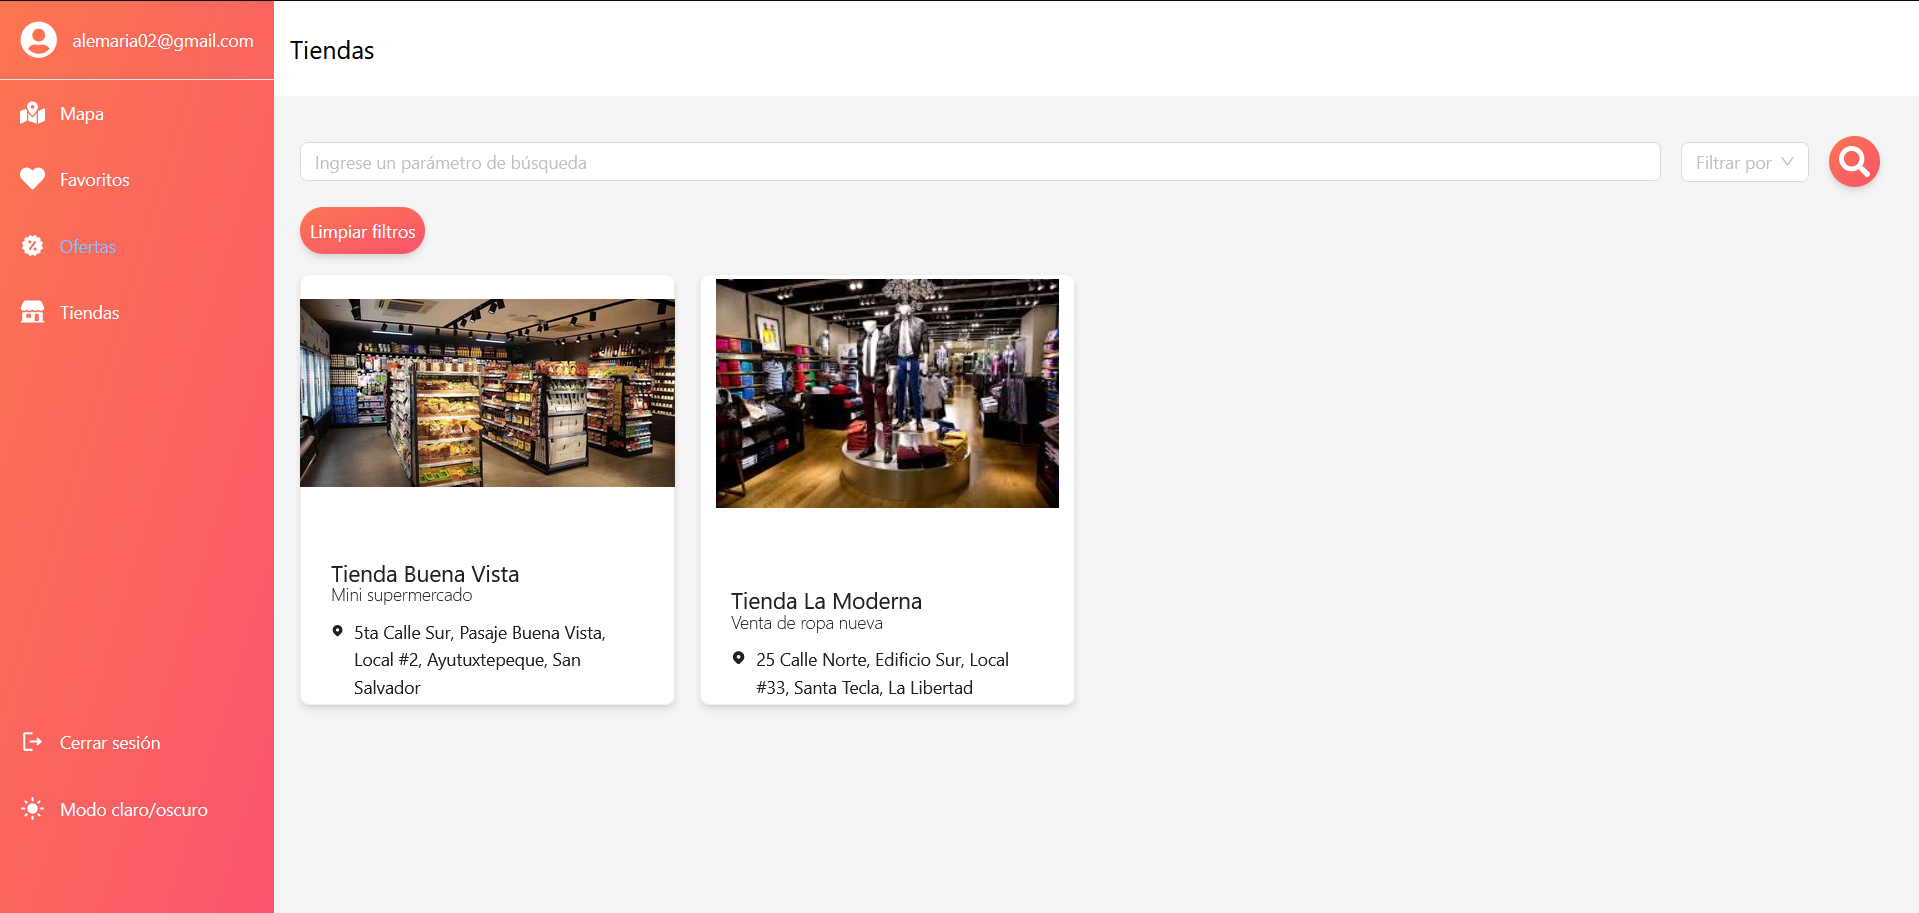 alemaria02@gmail.com
Mapa
Favoritos
Ofertas
Tiendas
Cerrar sesión
Modo claro/oscuro
Tiendas
Ingrese un parámetro de búsqueda
Filtrar por
Limpiar filtros
Tienda Buena Vista
Mini supermercado
5ta Calle Sur, Pasaje Buena Vista,
Local #2, Ayutuxtepeque, San
Salvador
Tienda La Moderna
Venta de ropa nueva
25 Calle Norte, Edificio Sur, Local
#33, Santa Tecla, La Libertad